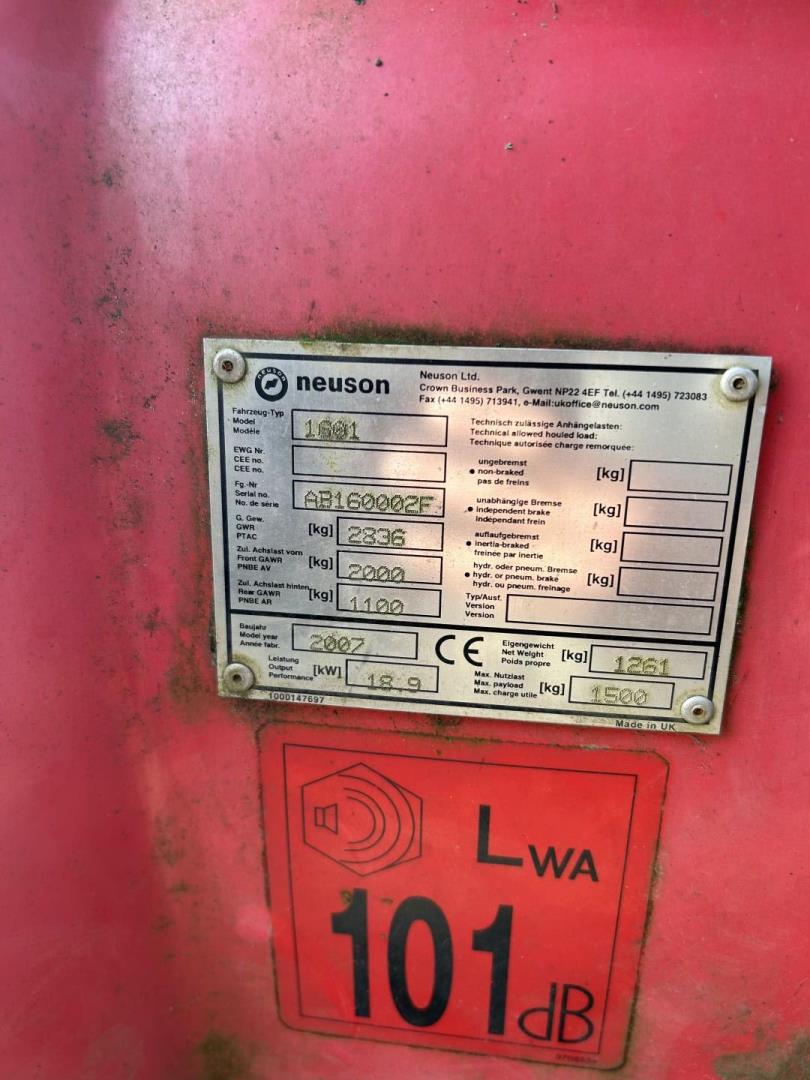 NEUSON
neuson
Neuson Ltd.
Crown Business Park, Gwent NP22 4EF Tel. (+44 1495) 723083
Fax (+44 1495) 713941, e-Mail:ukoffice@neuson.com
Fahrzeug-Typ
Model
Modèle
1601
EWG Nr.
CEE no.
CEE no.
Fg.-Nr
Serial no.
No. de série
AB160002F
G. Gew.
GWR
PTAC
[kg]
2836
Zul. Achslast vorn
Front GAWR
PNBE AV
[kg]
2000
Zul. Achslast hinten
Rear GAWR
PNBE AR
[kg]
1100
Technisch zulässige Anhängelasten:
Technical allowed houled load:
Technique autorisée charge remorquée:
ungebremst
• non-braked
pas de freins
[kg]
unabhängige Bremse
• independent brake
indépendant frein
[kg]
auflaufgebremst
• inertia-braked
freinée par inertie
[kg]
hydr. oder pneum. Bremse
• hydr. or pneum. brake
hydr. ou pneum. freinage
[kg]
Typ/Ausf.
Version
Version
Baujahr
Model year
Année fabr.
2007
Leistung
Output
Performance
[kW]
18.9
CE
Eigengewicht
Net Weight
Poids propre
[kg]
1261
Max. Nutzlast
Max. payload
Max. charge utile
[kg]
1500
1000147697
Made in UK
LWA
101dB